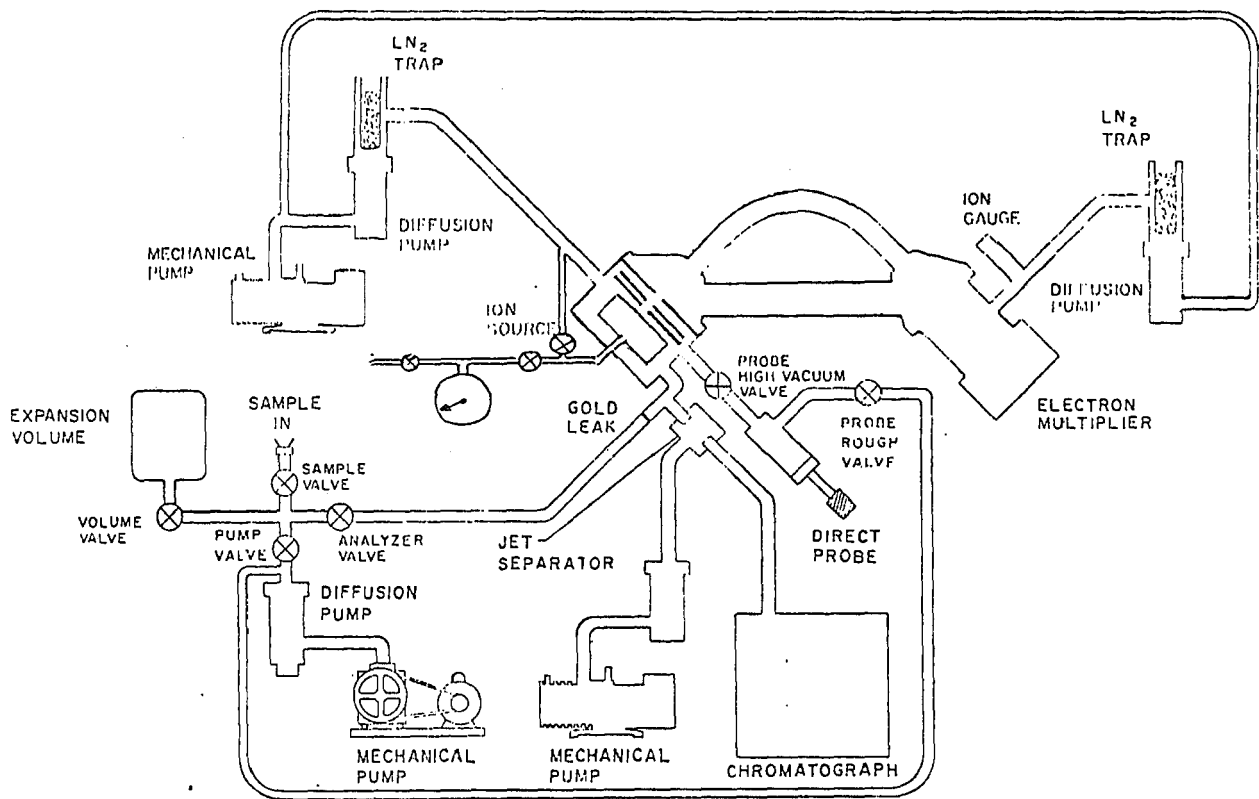 LN2
TRAP
LN2
TRAP
ION
GAUGE
DIFFUSION
PUMP
MECHANICAL
PUMP
DIFFUSION
PUMP
ION
SOURCE
PROBE
HIGH VACUUM
VALVE
EXPANSION
VOLUME
SAMPLE
IN
GOLD
LEAK
PROBE
ROUGH
VALVE
ELECTRON
MULTIPLIER
SAMPLE
VALVE
VOLUME
VALVE
PUMP
VALVE
ANALYZER
VALVE
JET
SEPARATOR
DIRECT
PROBE
DIFFUSION
PUMP
MECHANICAL
PUMP
MECHANICAL
PUMP
CHROMATOGRAPH